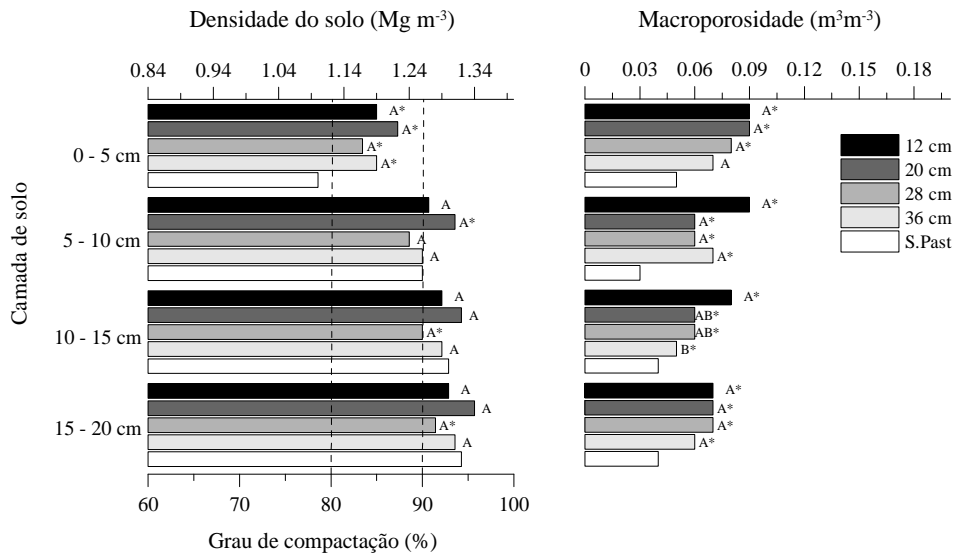 Densidade do solo (Mg m⁻³)
Macroporosidade (m³m⁻³)
0.84 0.94 1.04 1.14 1.24 1.34
0 0.03 0.06 0.09 0.12 0.15 0.18
Camada de solo
0 - 5 cm
A*
A*
A*
A*
A*
A*
A*
A
5 - 10 cm
A
A*
A
A
A*
A*
A*
A*
10 - 15 cm
A
A
A*
A
A*
AB*
AB*
B*
15 - 20 cm
A
A
A*
A
A*
A*
A*
A*
12 cm
20 cm
28 cm
36 cm
S.Past
60 70 80 90 100
Grau de compactação (%)